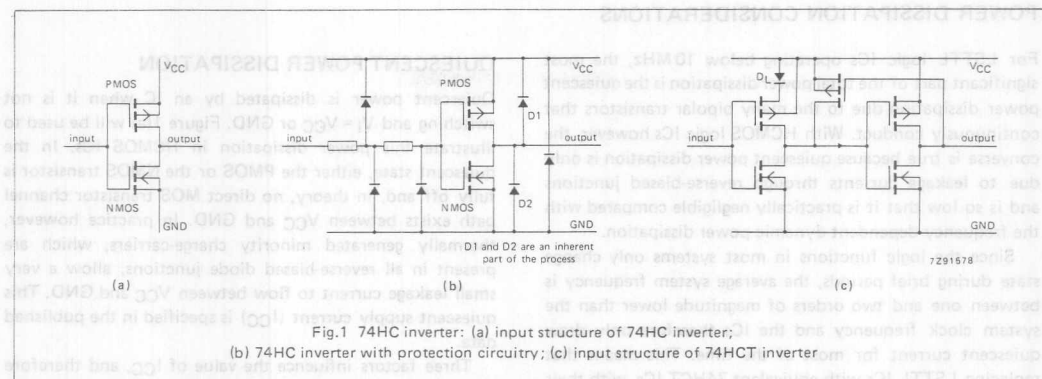 POWER DISSIPATION CONSIDERATIONS
For LSTTL logic ICs operating below 10 MHz, the most
significant part of the power dissipation is the quiescent
power dissipation due to the bipolar transistors that
continuously conduct. With HCMOS logic ICs however the
converse is true because quiescent power dissipation is only
due to leakage currents through reverse-biased junctions
and is so low that it is practically negligible compared with
the frequency dependent dynamic power dissipation.
Since the logic functions in most systems only change
state during brief periods, the average system frequency is
between one and two orders of magnitude lower than the
system clock frequency and the ICs
quiescent current for most
replacing LSTTL ICs with equivalent 74HCT ICs with their
QUIESCENT POWER DISSIPATION
Quiescent power is dissipated by an IC when it is not
switching and VI = VCC or GND. Figure 1 will be used to
illustrate power dissipation in HCMOS ICs. In the
quiescent state, either the PMOS or the NMOS transistor is
fully off and, in theory, no direct MOS transistor channel
path exists between VCC and GND. In practice however,
thermally generated minority charge-carriers, which are
present in all reverse-biased diode junctions, allow a very
small leakage current to flow between VCC and GND. This
quiescent supply current (ICC) is specified in the published
data.
Three factors influence the value of ICC, and therefore
VCC
PMOS
input
output
NMOS
GND
(a)
VCC
PMOS
D1
input
output
NMOS
D2
GND
D1 and D2 are an inherent
part of the process
(b)
DL
VCC
input
output
GND
7Z91578
(c)
Fig.1 74HC inverter: (a) input structure of 74HC inverter;
(b) 74HC inverter with protection circuitry; (c) input structure of 74HCT inverter